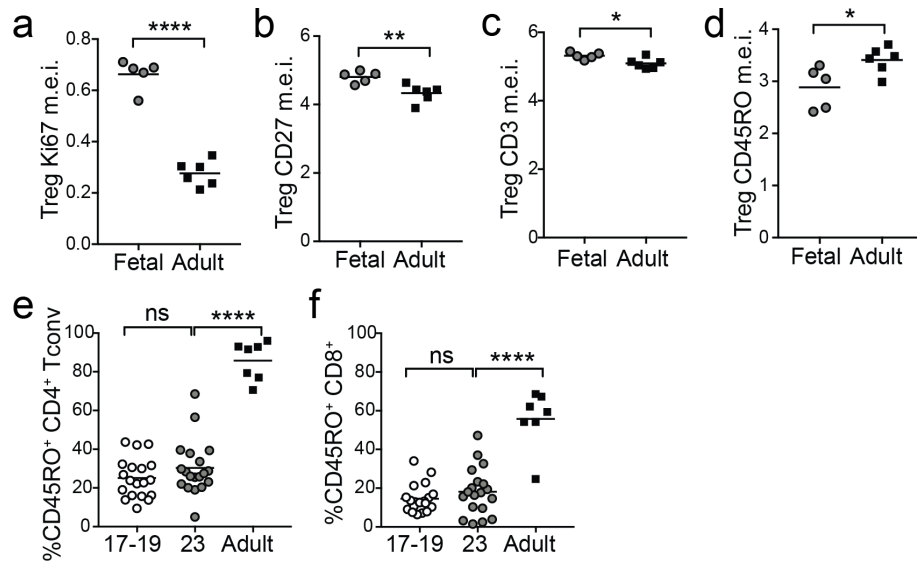 a
****
Treg Ki67 m.e.i.
0.8
0.6
0.4
0.2
0.0
Fetal Adult
b
**
Treg CD27 m.e.i.
6
4
2
0
Fetal Adult
c
*
Treg CD3 m.e.i.
6
4
2
0
Fetal Adult
d
*
Treg CD45RO m.e.i.
4
3
2
1
0
Fetal Adult
e
ns
****
%CD45RO+ CD4+ Tconv
100
80
60
40
20
0
17-19 23 Adult
f
ns
****
%CD45RO+ CD8+
100
80
60
40
20
0
17-19 23 Adult